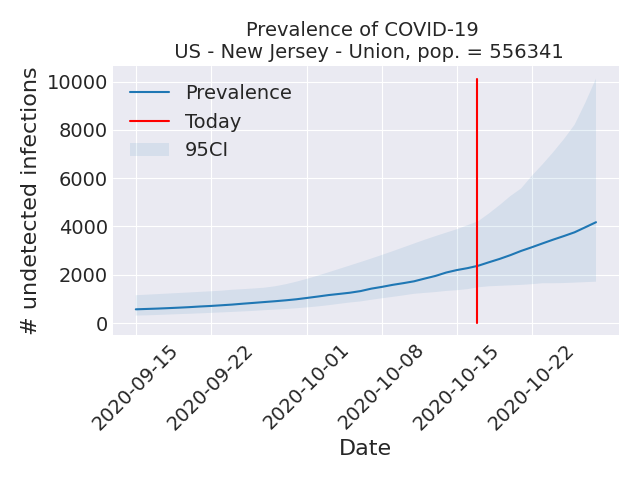 Prevalence of COVID-19
US - New Jersey - Union, pop. = 556341
# undetected infections
10000
8000
6000
4000
2000
0
Prevalence
Today
95CI
2020-09-15
2020-09-22
2020-10-01
2020-10-08
2020-10-15
2020-10-22
Date